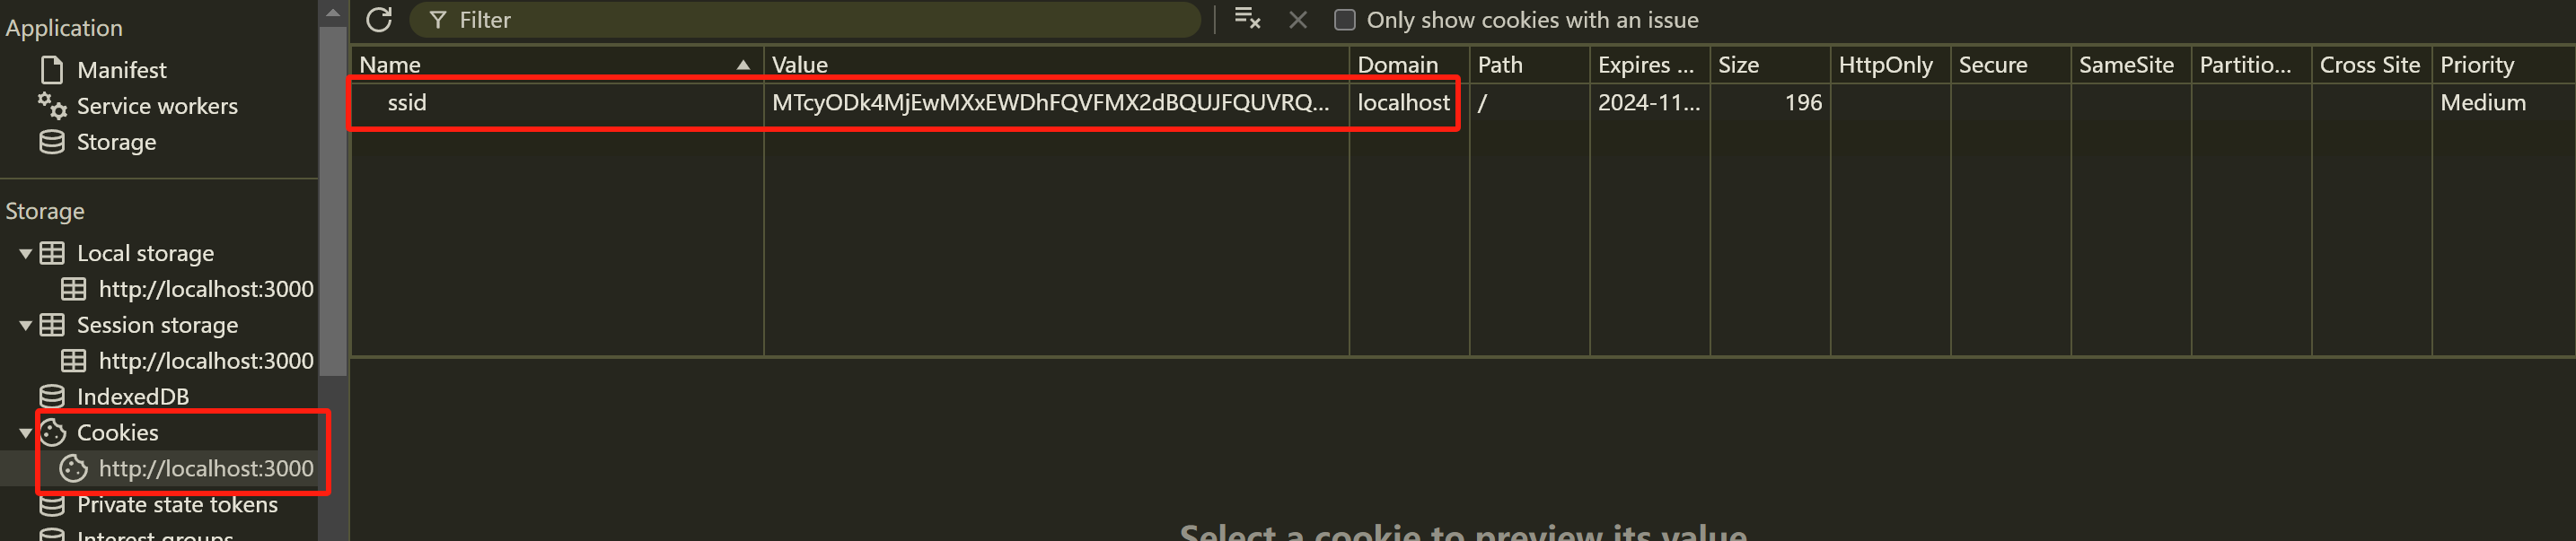 Application
Manifest
Service workers
Storage
Storage
Local storage
http://localhost:3000
Session storage
http://localhost:3000
IndexedDB
Cookies
http://localhost:3000
Private state tokens
Interest groups
Filter
Only show cookies with an issue
Name Value Domain Path Expires ... Size HttpOnly Secure SameSite Partitio... Cross Site Priority
ssid MTcyODk4MjEwMXxEWDhFQVFMX2dBQUJFQUVRQ... localhost / 2024-11... 196 Medium
Select a cookie to preview its value